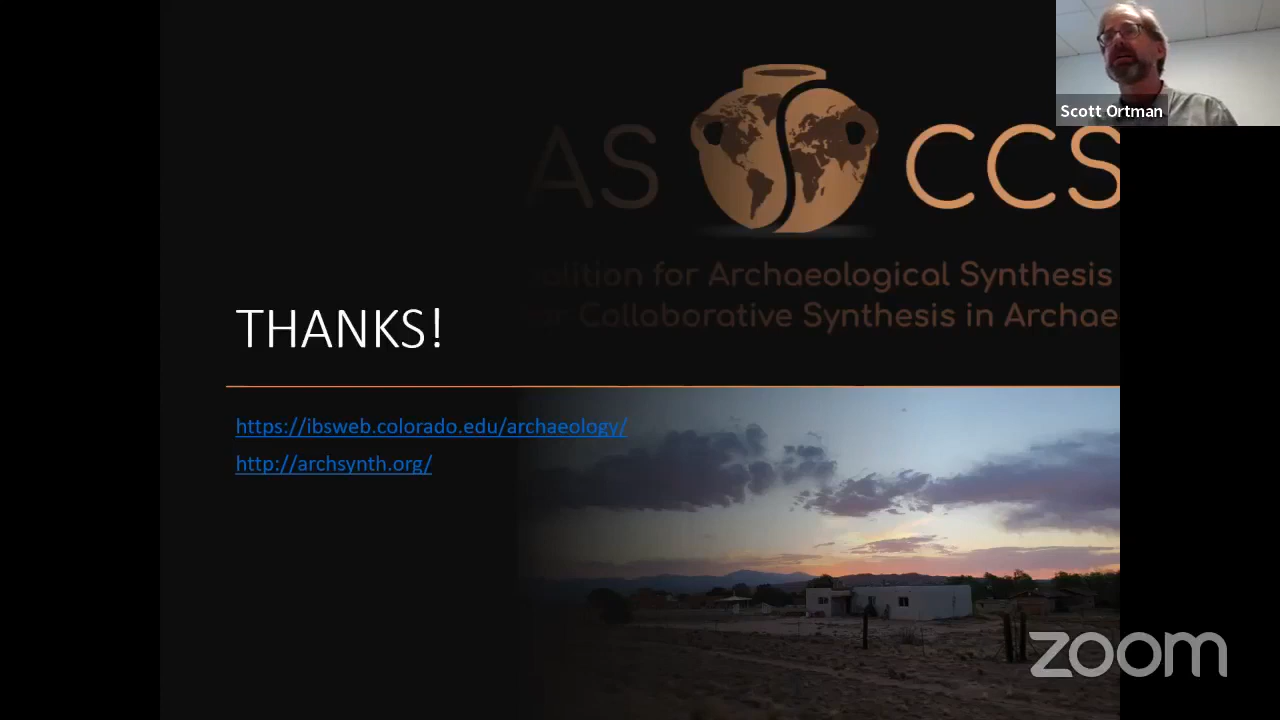 Scott Ortman
AS CCS
alition for Archaeological Synthesis
or Collaborative Synthesis in Archae
THANKS!
https://ibsweb.colorado.edu/archaeology/
http://archsynth.org/
zoom